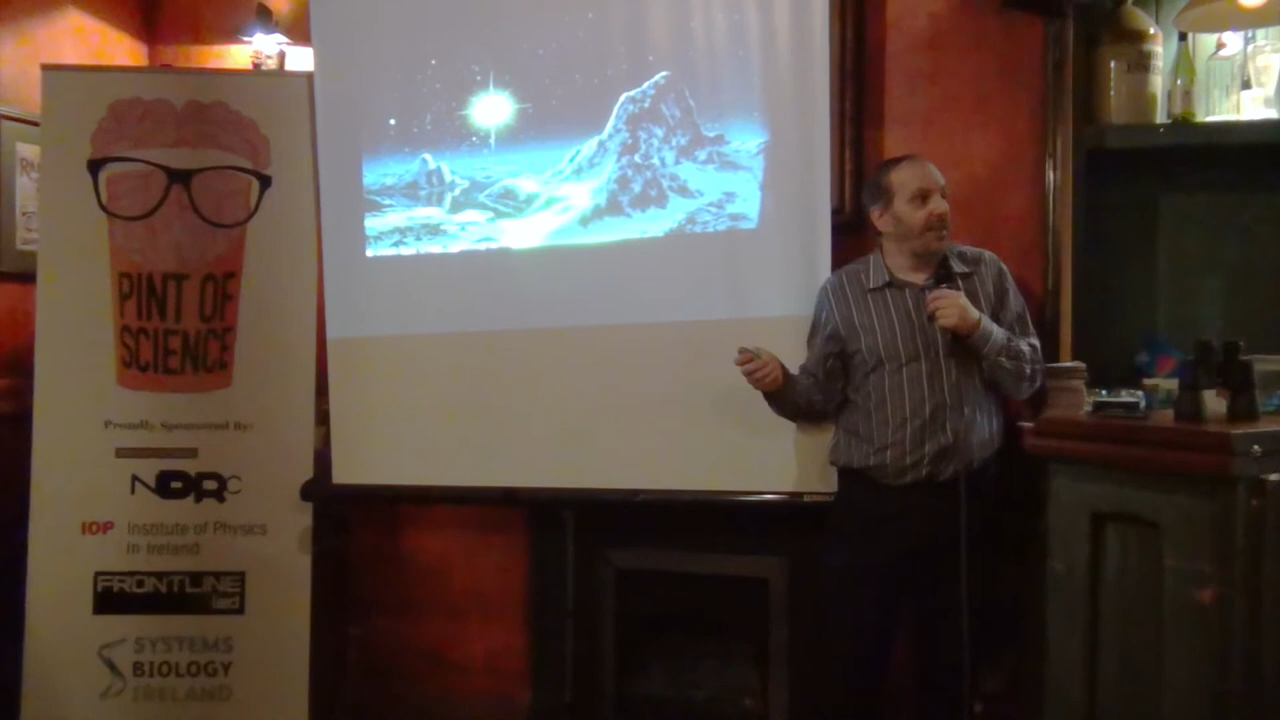 PINT OF
SCIENCE
Proudly Sponsored By:
NDRC
IOP Institute of Physics
in Ireland
FRONTLINE
SYSTEMS
BIOLOGY
IRELAND